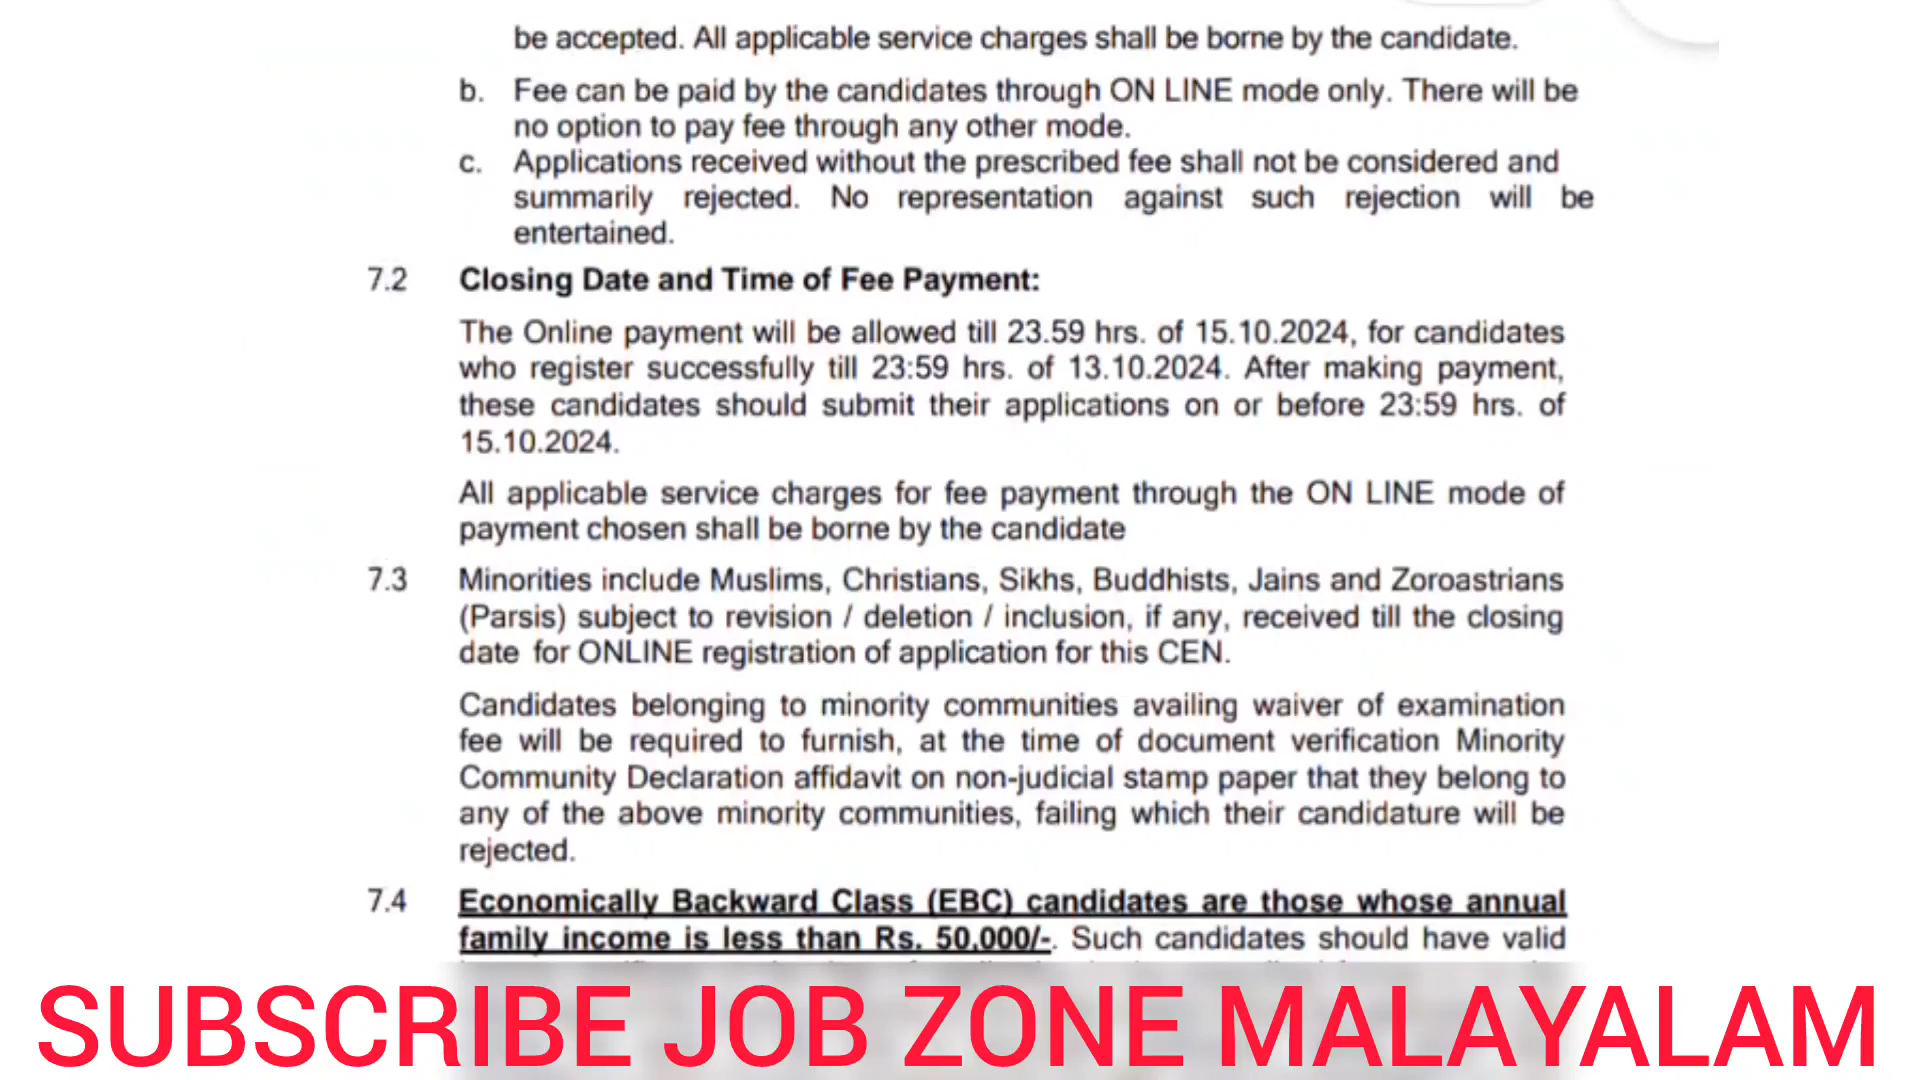 be accepted. All applicable service charges shall be borne by the candidate.
b. Fee can be paid by the candidates through ON LINE mode only. There will be
no option to pay fee through any other mode.
c. Applications received without the prescribed fee shall not be considered and
summarily rejected. No representation against such rejection will be
entertained.
7.2 Closing Date and Time of Fee Payment:
The Online payment will be allowed till 23.59 hrs. of 15.10.2024, for candidates
who register successfully till 23:59 hrs. of 13.10.2024. After making payment,
these candidates should submit their applications on or before 23:59 hrs. of
15.10.2024.
All applicable service charges for fee payment through the ON LINE mode of
payment chosen shall be borne by the candidate
7.3 Minorities include Muslims, Christians, Sikhs, Buddhists, Jains and Zoroastrians
(Parsis) subject to revision / deletion / inclusion, if any, received till the closing
date for ONLINE registration of application for this CEN.
Candidates belonging to minority communities availing waiver of examination
fee will be required to furnish, at the time of document verification Minority
Community Declaration affidavit on non-judicial stamp paper that they belong to
any of the above minority communities, failing which their candidature will be
rejected.
7.4 Economically Backward Class (EBC) candidates are those whose annual
family income is less than Rs. 50,000/-. Such candidates should have valid
SUBSCRIBE JOB ZONE MALAYALAM